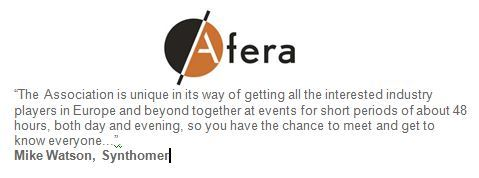 Afera
“The Association is unique in its way of getting all the interested industry
players in Europe and beyond together at events for short periods of about 48
hours, both day and evening, so you have the chance to meet and get to
know everyone...”
Mike Watson, Synthomer